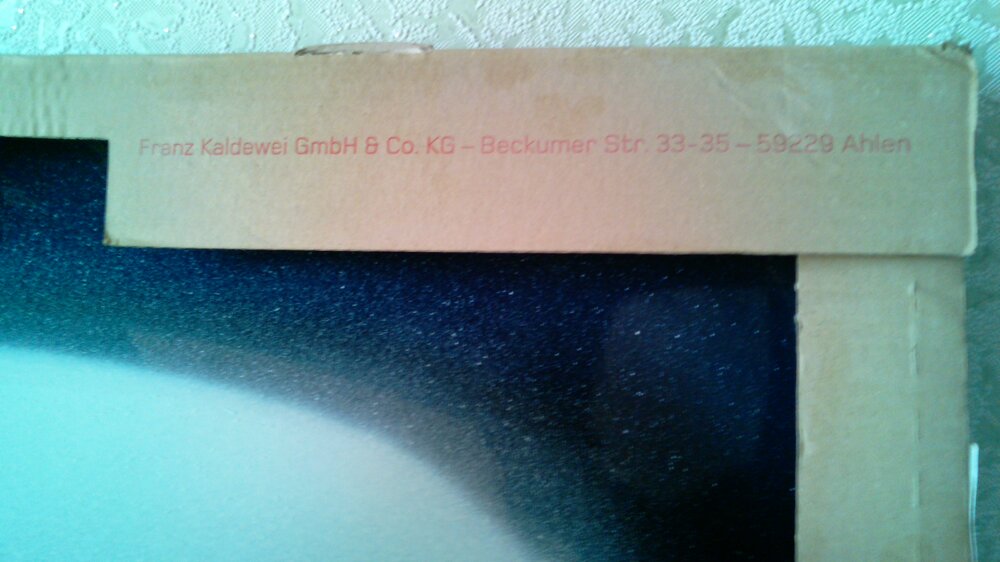 Franz Kaldewei GmbH & Co. KG – Beckumer Str. 33-35 – 59229 Ahlen